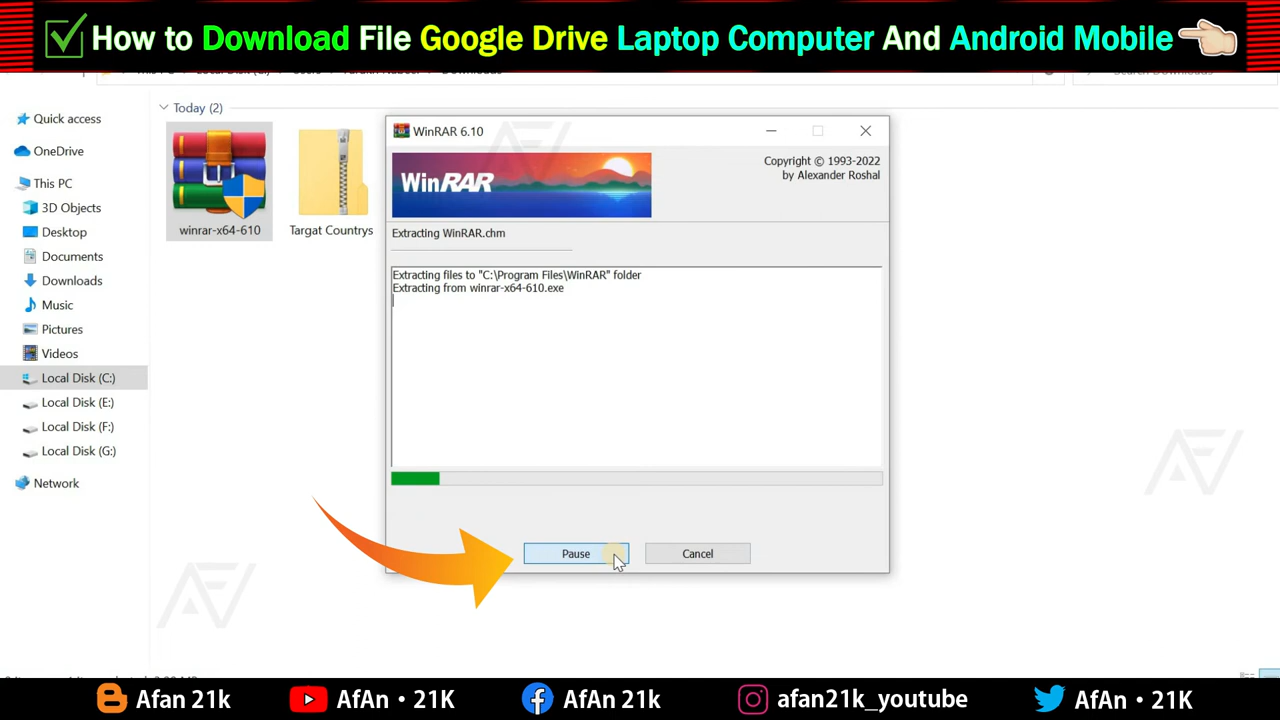 How to Download File Google Drive Laptop Computer And Android Mobile
Today (2)
Quick access
OneDrive
This PC
3D Objects
Desktop
Documents
Downloads
Music
Pictures
Videos
Local Disk (C:)
Local Disk (E:)
Local Disk (F:)
Local Disk (G:)
Network
winrar-x64-610
Targat Countrys
WinRAR 6.10
WinRAR
Copyright © 1993-2022
by Alexander Roshal
Extracting WinRAR.chm
Extracting files to "C:\Program Files\WinRAR" folder
Extracting from winrar-x64-610.exe
Pause
Cancel
Afan 21k
AfAn • 21K
AfAn 21k
afan21k_youtube
AfAn • 21K